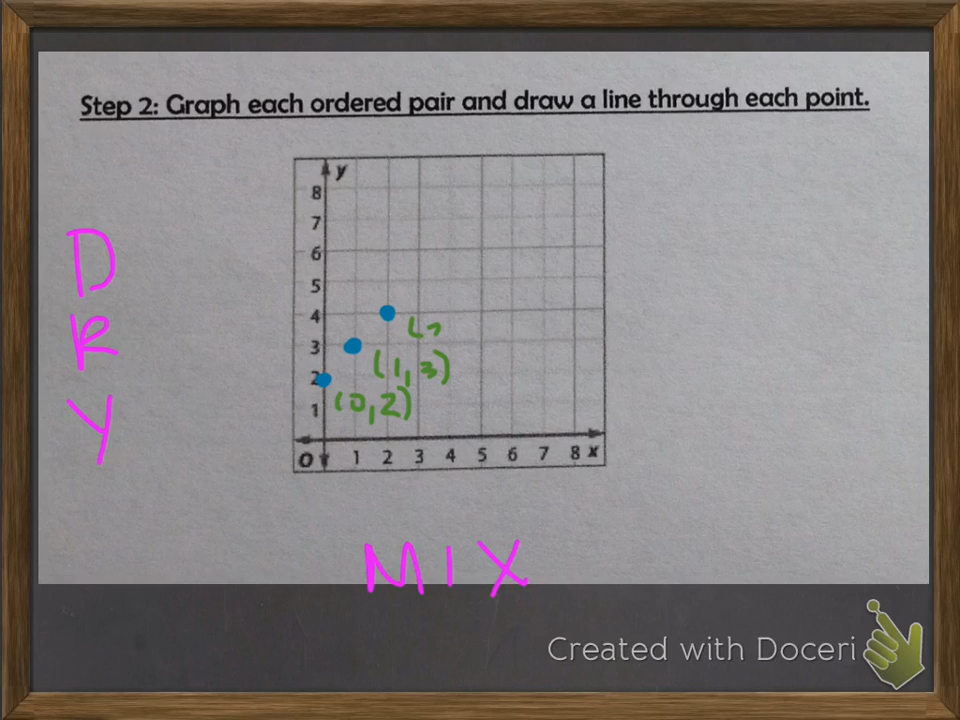 Step 2: Graph each ordered pair and draw a line through each point.
y
8
7
6
5
4
3
2
1
O 1 2 3 4 5 6 7 8 x
(1,3)
(0,2)
D
R
Y
M I X
Created with Doceri